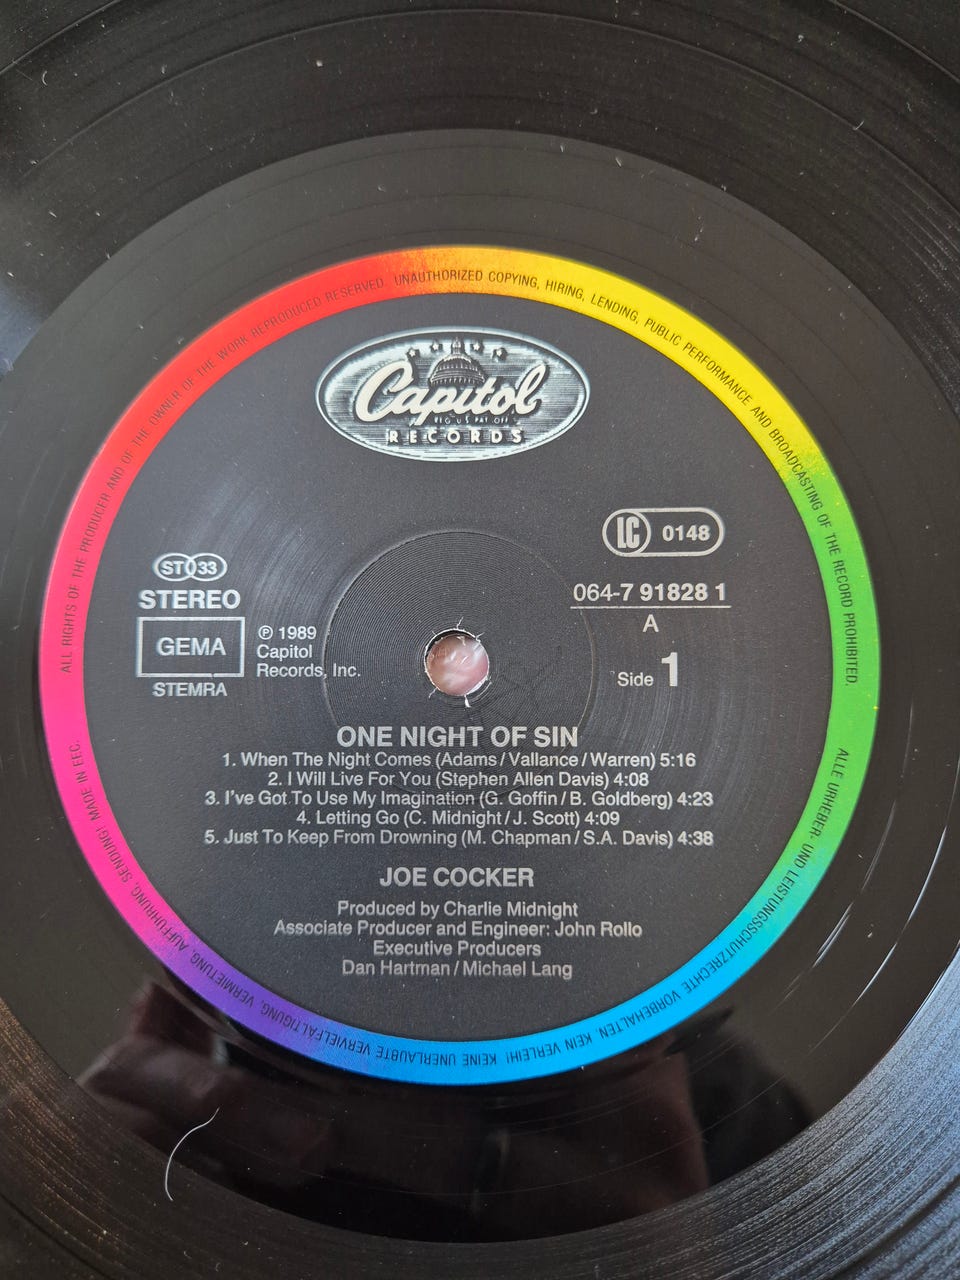 ALL RIGHTS OF THE PRODUCER AND OF THE OWNER OF THE WORK REPRODUCED RESERVED. UNAUTHORIZED COPYING, HIRING, LENDING, PUBLIC PERFORMANCE AND BROADCASTING OF THE RECORD PROHIBITED.
Capitol
REG U S PAT OFF
RECORDS
LC 0148
ST 33
STEREO
GEMA
STEMRA
℗ 1989
Capitol
Records, Inc.
064-7 91828 1
A
Side 1
ONE NIGHT OF SIN
1. When The Night Comes (Adams / Vallance / Warren) 5:16
2. I Will Live For You (Stephen Allen Davis) 4:08
3. I've Got To Use My Imagination (G. Goffin / B. Goldberg) 4:23
4. Letting Go (C. Midnight / J. Scott) 4:09
5. Just To Keep From Drowning (M. Chapman / S.A. Davis) 4:38
JOE COCKER
Produced by Charlie Midnight
Associate Producer and Engineer: John Rollo
Executive Producers
Dan Hartman / Michael Lang
ALLE URHEBER- UND LEISTUNGSSCHUTZRECHTE VORBEHALTEN. KEIN VERLEIH! KEINE UNERLAUBTE VERVIELFÄLTIGUNG, VERMIETUNG, AUFFÜHRUNG, SENDUNG! MADE IN EEC.